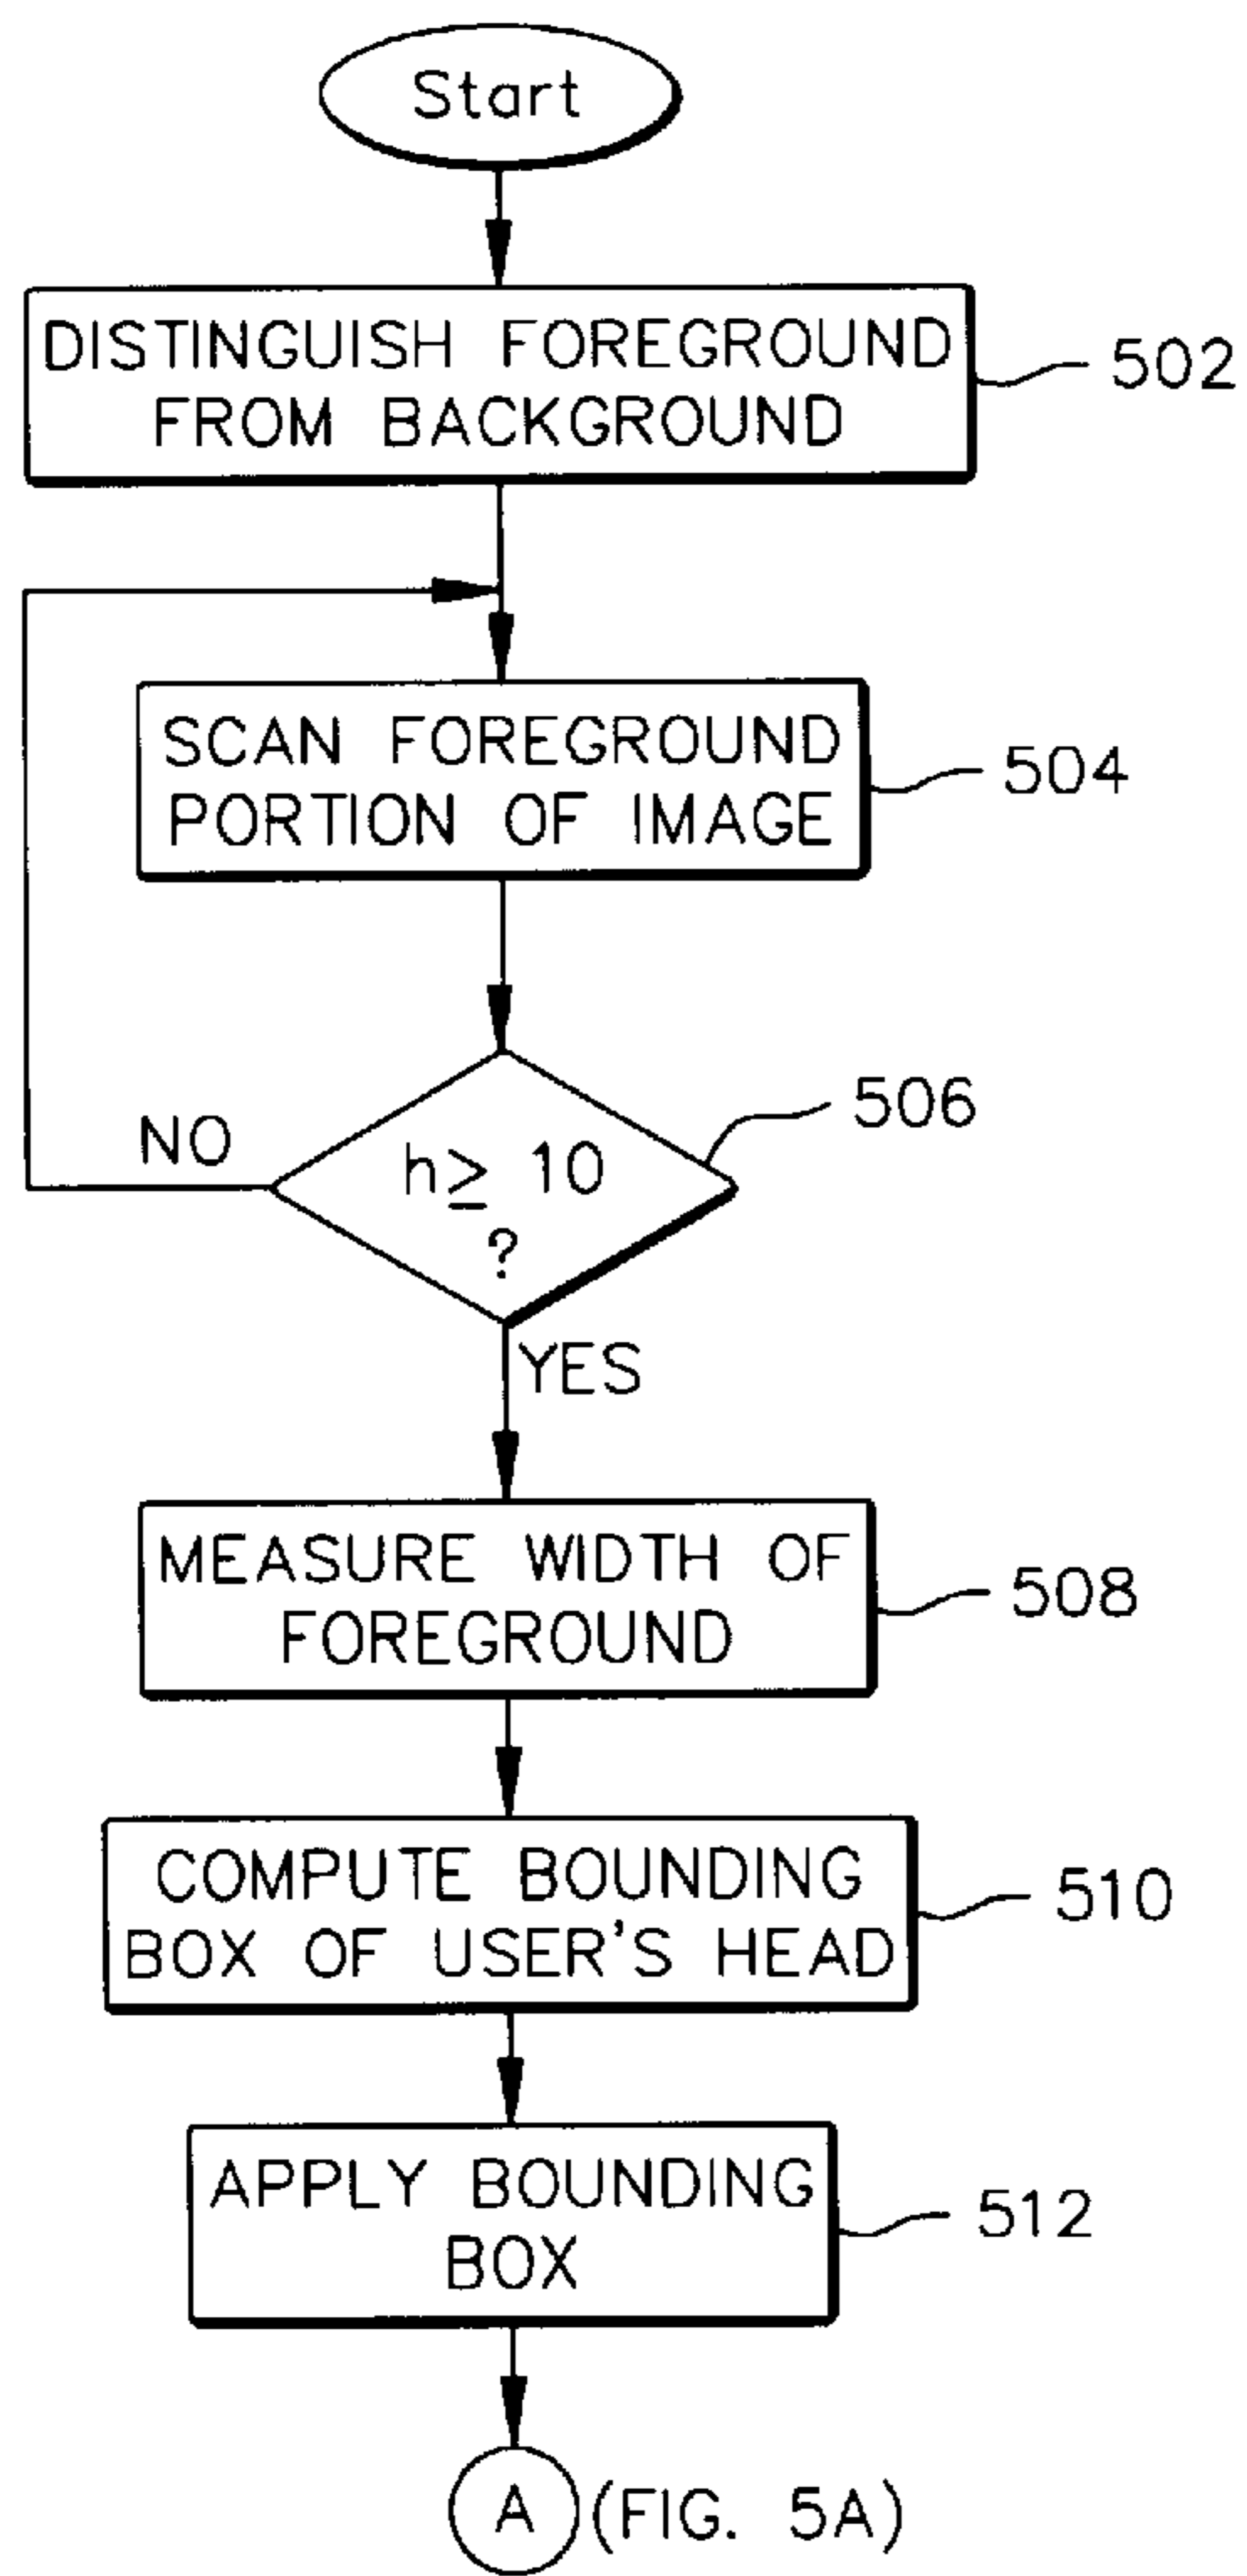 Start
DISTINGUISH FOREGROUND
FROM BACKGROUND
502
SCAN FOREGROUND
PORTION OF IMAGE
504
506
NO
h≥ 10
?
YES
MEASURE WIDTH OF
FOREGROUND
508
COMPUTE BOUNDING
BOX OF USER'S HEAD
510
APPLY BOUNDING
BOX
512
A (FIG. 5A)